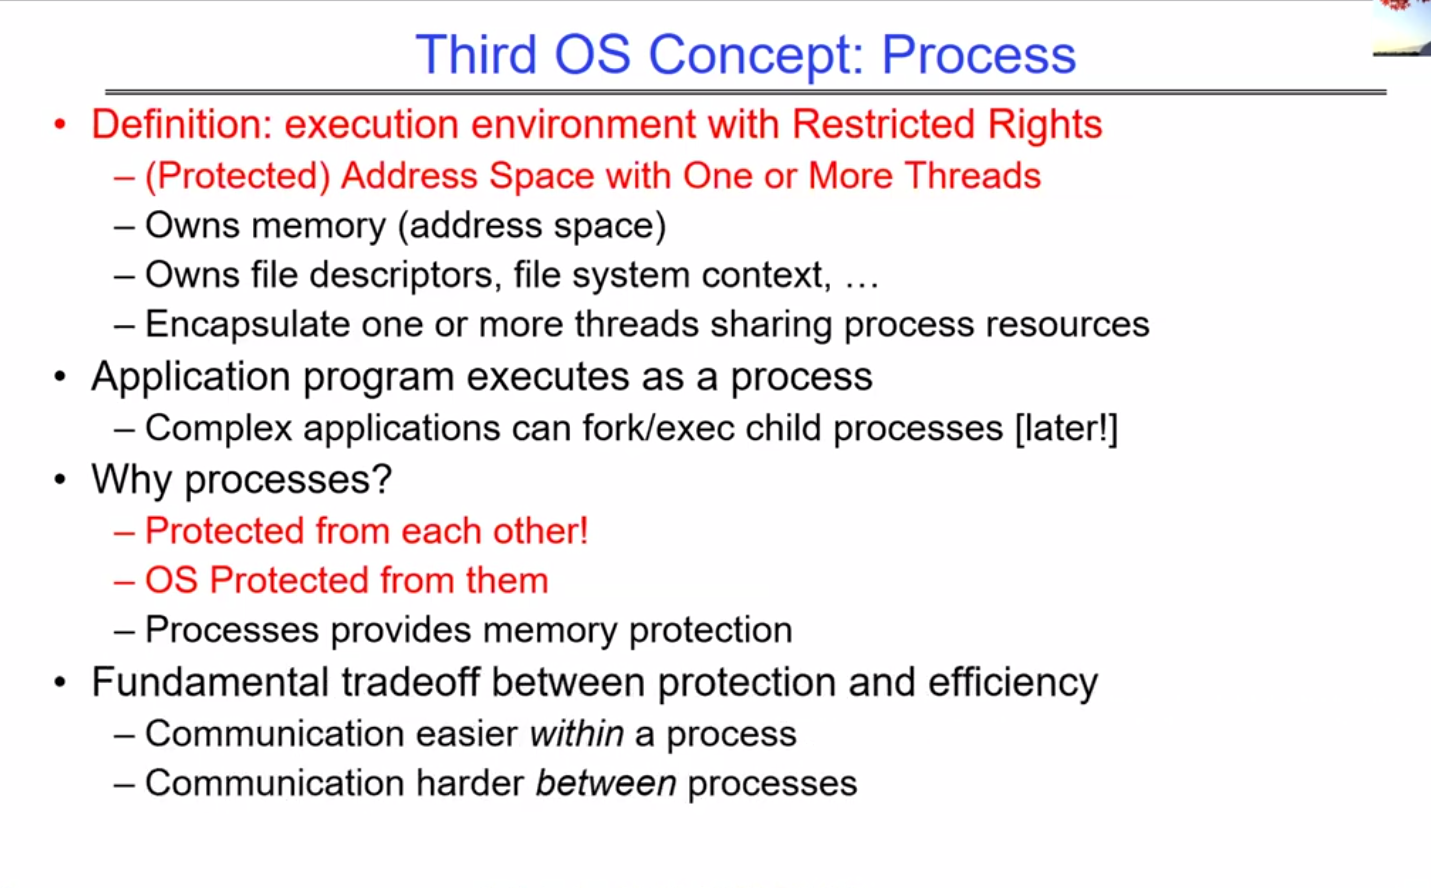 Third OS Concept: Process
• Definition: execution environment with Restricted Rights
– (Protected) Address Space with One or More Threads
– Owns memory (address space)
– Owns file descriptors, file system context, …
– Encapsulate one or more threads sharing process resources
• Application program executes as a process
– Complex applications can fork/exec child processes [later!]
• Why processes?
– Protected from each other!
– OS Protected from them
– Processes provides memory protection
• Fundamental tradeoff between protection and efficiency
– Communication easier within a process
– Communication harder between processes